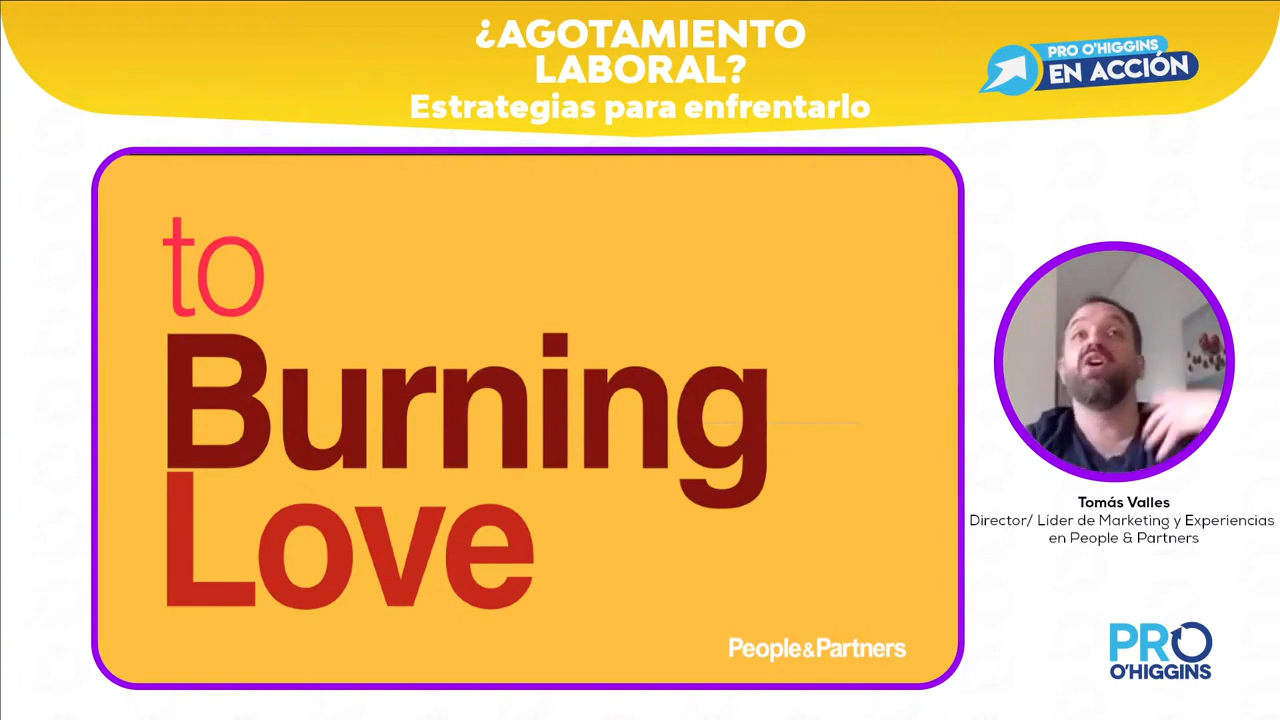 ¿AGOTAMIENTO
LABORAL?
Estrategias para enfrentarlo
PRO O'HIGGINS
EN ACCIÓN
to
Burning
Love
People&Partners
Tomás Valles
Director/ Líder de Marketing y Experiencias
en People & Partners
PRO
O'HIGGINS